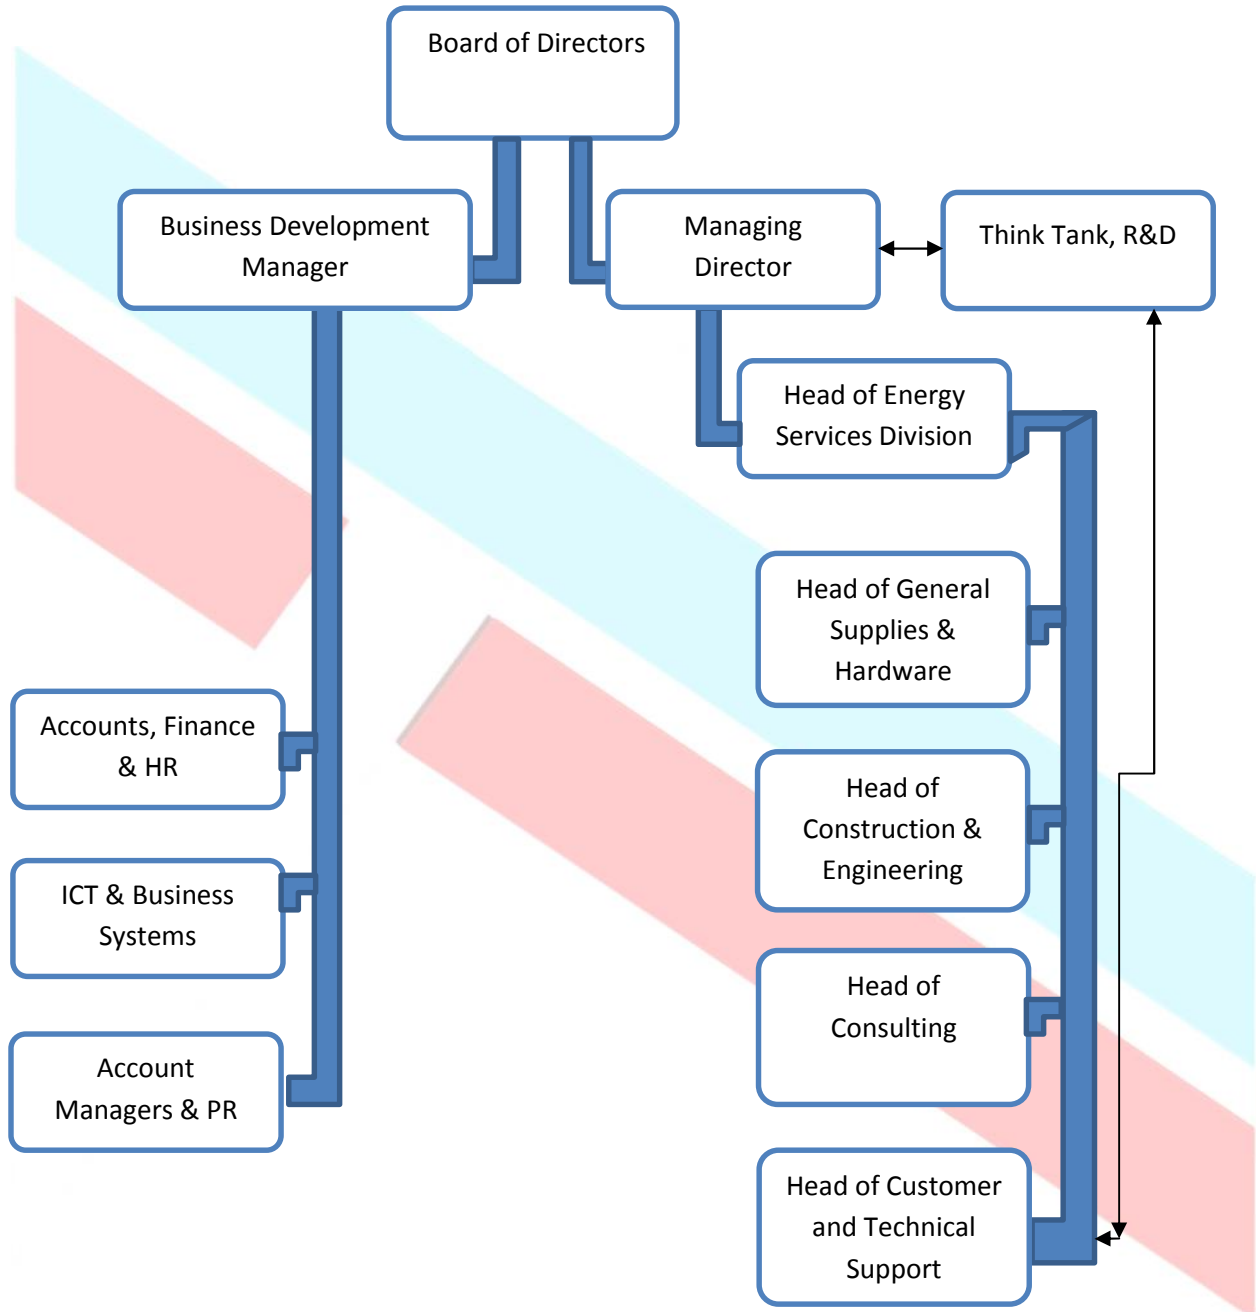 Board of Directors
Business Development
Manager
Managing
Director
Think Tank, R&D
Head of Energy
Services Division
Head of General
Supplies &
Hardware
Accounts, Finance
& HR
Head of
Construction &
Engineering
ICT & Business
Systems
Head of
Consulting
Account
Managers & PR
Head of Customer
and Technical
Support